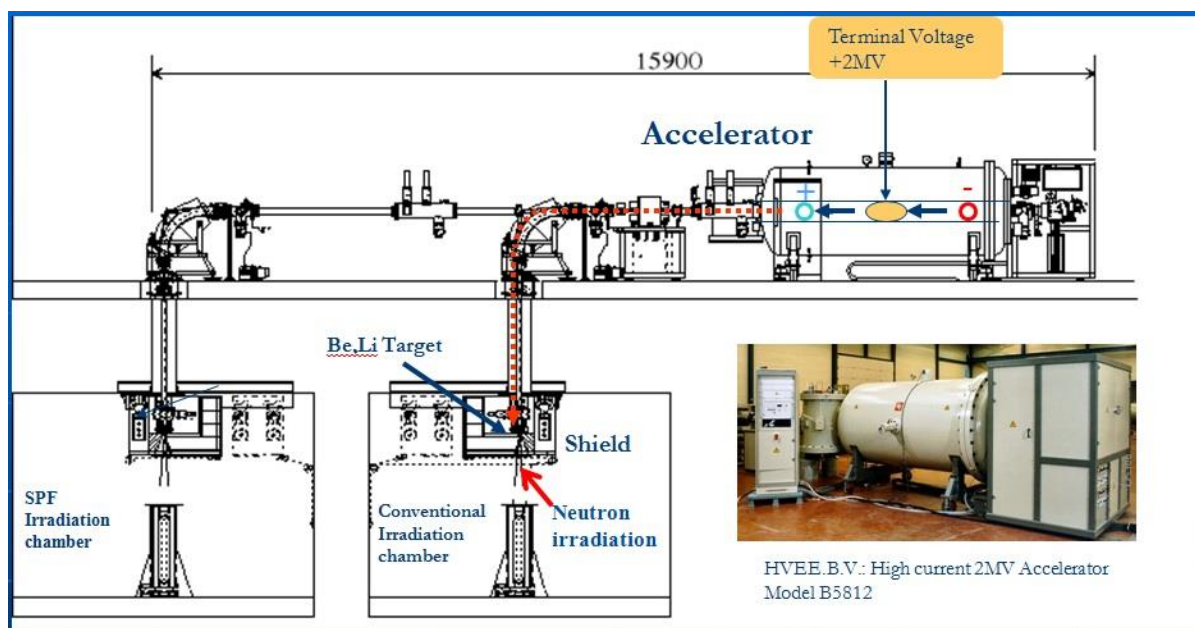 Terminal Voltage
+2MV
15900
Accelerator
+
-
Be,Li Target
Shield
SPF
Irradiation
chamber
Conventional
Irradiation
chamber
Neutron
irradiation
HVEE.B.V.: High current 2MV Accelerator
Model B5812